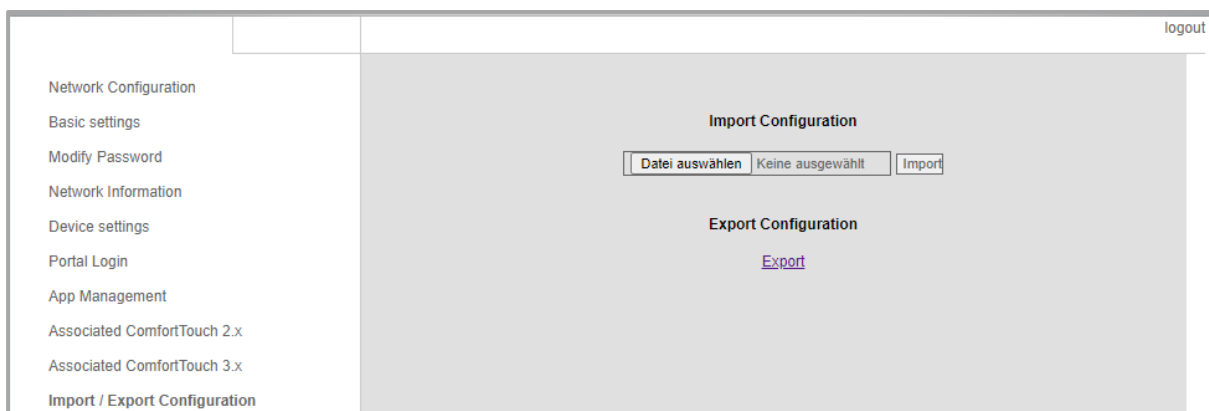 logout
Network Configuration
Basic settings
Modify Password
Network Information
Device settings
Portal Login
App Management
Associated ComfortTouch 2.x
Associated ComfortTouch 3.x
Import / Export Configuration
Import Configuration
Datei auswählen Keine ausgewählt Import
Export Configuration
Export